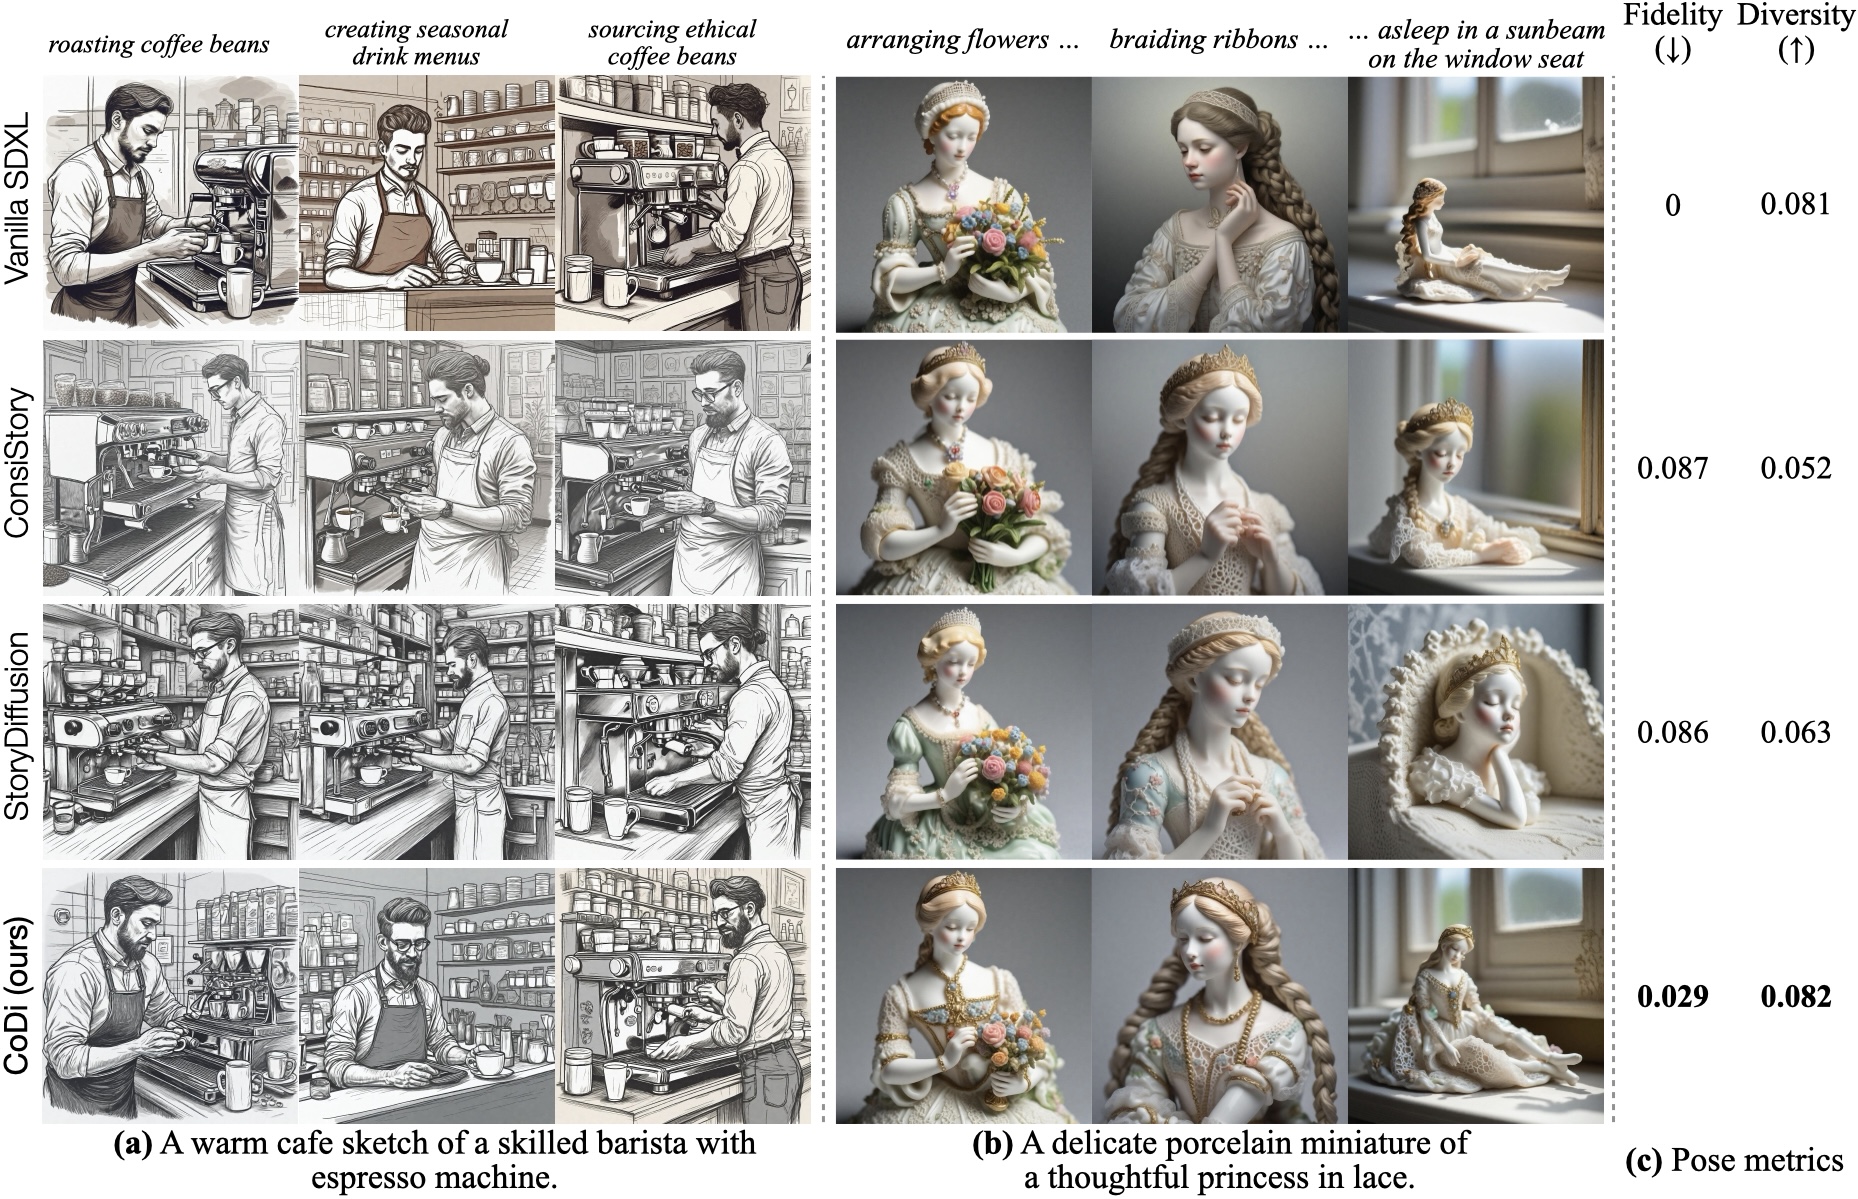 roasting coffee beans
creating seasonal
drink menus
sourcing ethical
coffee beans
arranging flowers ...
braiding ribbons ...
... asleep in a sunbeam
on the window seat
Fidelity
(↓)
Diversity
(↑)
Vanilla SDXL
0
0.081
ConsiStory
0.087
0.052
StoryDiffusion
0.086
0.063
CoDi (ours)
0.029
0.082
(a) A warm cafe sketch of a skilled barista with
espresso machine.
(b) A delicate porcelain miniature of
a thoughtful princess in lace.
(c) Pose metrics